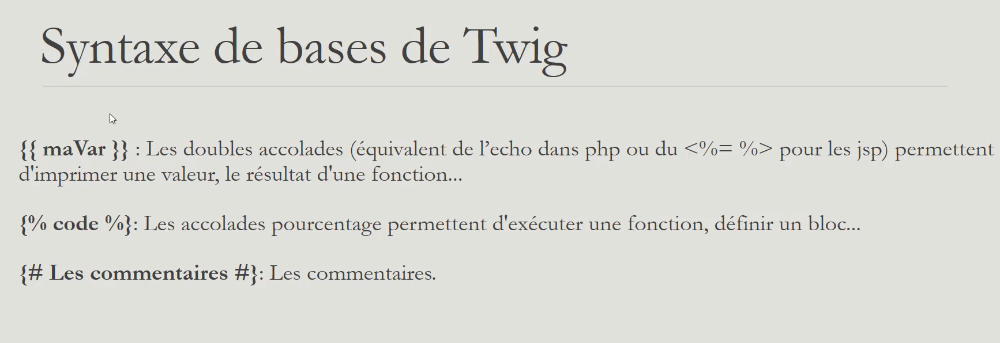 Syntaxe de bases de Twig
{{ maVar }} : Les doubles accolades (équivalent de l’echo dans php ou du <%= %> pour les jsp) permettent
d'imprimer une valeur, le résultat d'une fonction...
{% code %}: Les accolades pourcentage permettent d'exécuter une fonction, définir un bloc...
{# Les commentaires #}: Les commentaires.